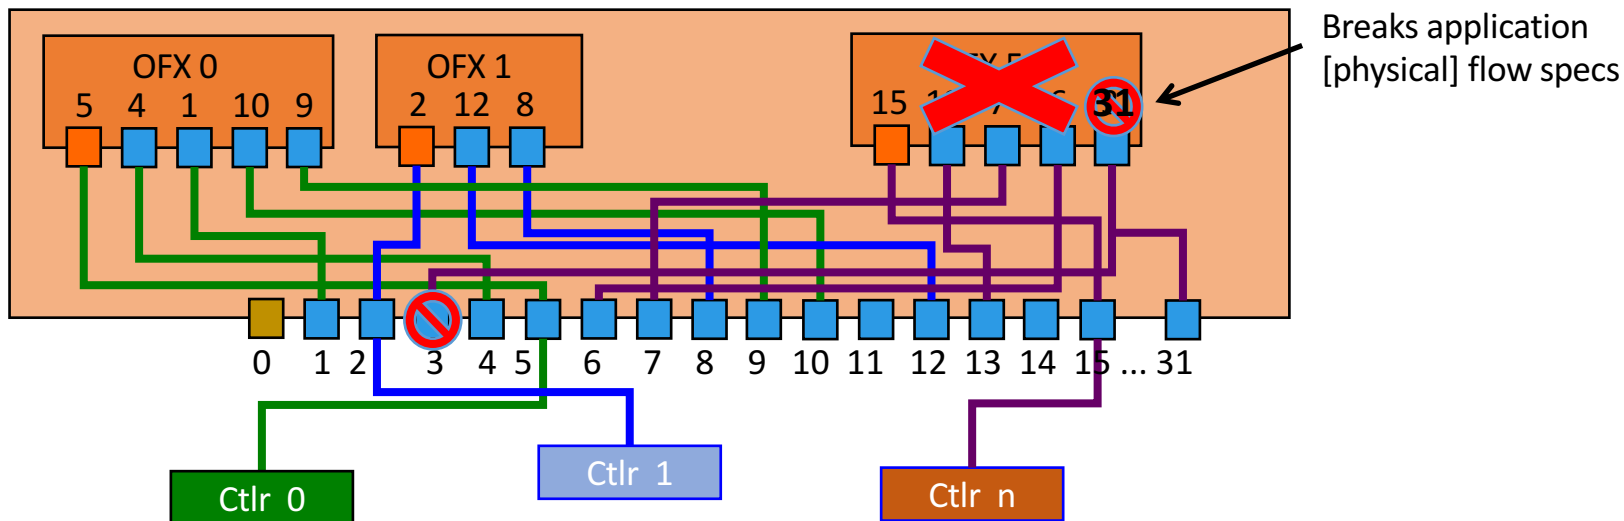 Breaks application
[physical] flow specs
OFX 0
OFX 1
5 4 1 10 9
2 12 8
15
31
0 1 2 3 4 5 6 7 8 9 10 11 12 13 14 15 ... 31
Ctlr 0
Ctlr 1
Ctlr n